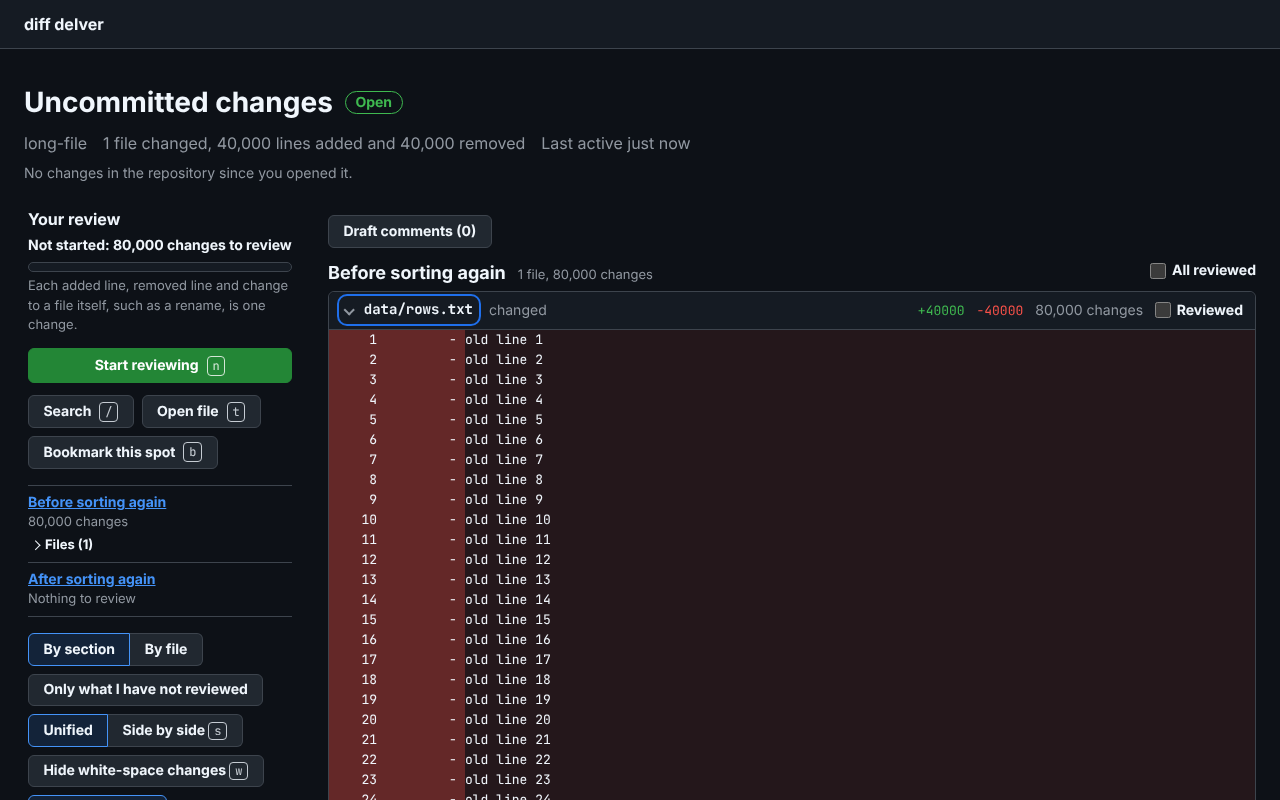 diff delver
Uncommitted changes Open
long-file 1 file changed, 40,000 lines added and 40,000 removed Last active just now
No changes in the repository since you opened it.
Your review
Not started: 80,000 changes to review
Each added line, removed line and change
to a file itself, such as a rename, is one
change.
Start reviewing n
Search / Open file t
Bookmark this spot b
Before sorting again
80,000 changes
Files (1)
After sorting again
Nothing to review
By section By file
Only what I have not reviewed
Unified Side by side s
Hide white-space changes w
Draft comments (0)
Before sorting again 1 file, 80,000 changes All reviewed
data/rows.txt changed +40000 -40000 80,000 changes Reviewed
1 - old line 1
2 - old line 2
3 - old line 3
4 - old line 4
5 - old line 5
6 - old line 6
7 - old line 7
8 - old line 8
9 - old line 9
10 - old line 10
11 - old line 11
12 - old line 12
13 - old line 13
14 - old line 14
15 - old line 15
16 - old line 16
17 - old line 17
18 - old line 18
19 - old line 19
20 - old line 20
21 - old line 21
22 - old line 22
23 - old line 23
24 - old line 24